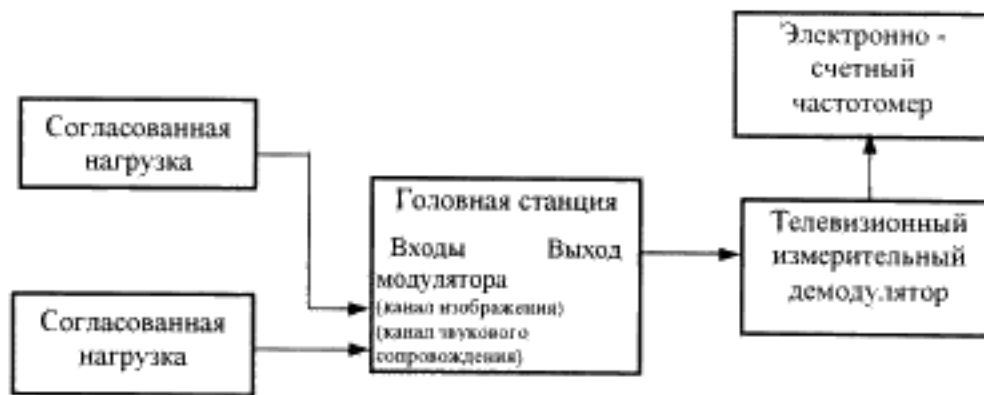 Электронно -
счетный
частотомер
Согласованная
нагрузка
Головная станция
Входы Выход
модулятора
(канал изображения)
(канал звукового
сопровождения)
Телевизионный
измерительный
демодулятор
Согласованная
нагрузка